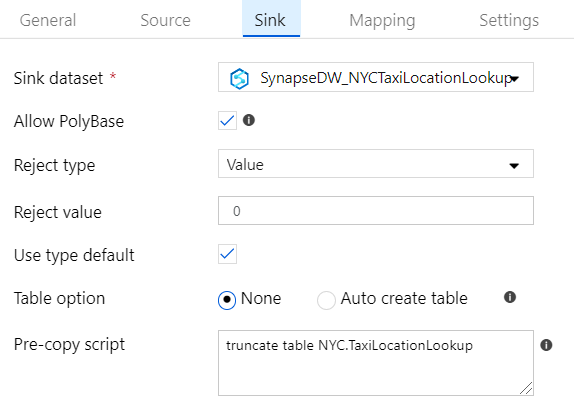 General Source Sink Mapping Settings
Sink dataset * SynapseDW_NYCTaiLocationLookup
Allow PolyBase
Reject type Value
Reject value 0
Use type default
Table option None Auto create table
Pre-copy script truncate table NYC.TaxiLocationLookup